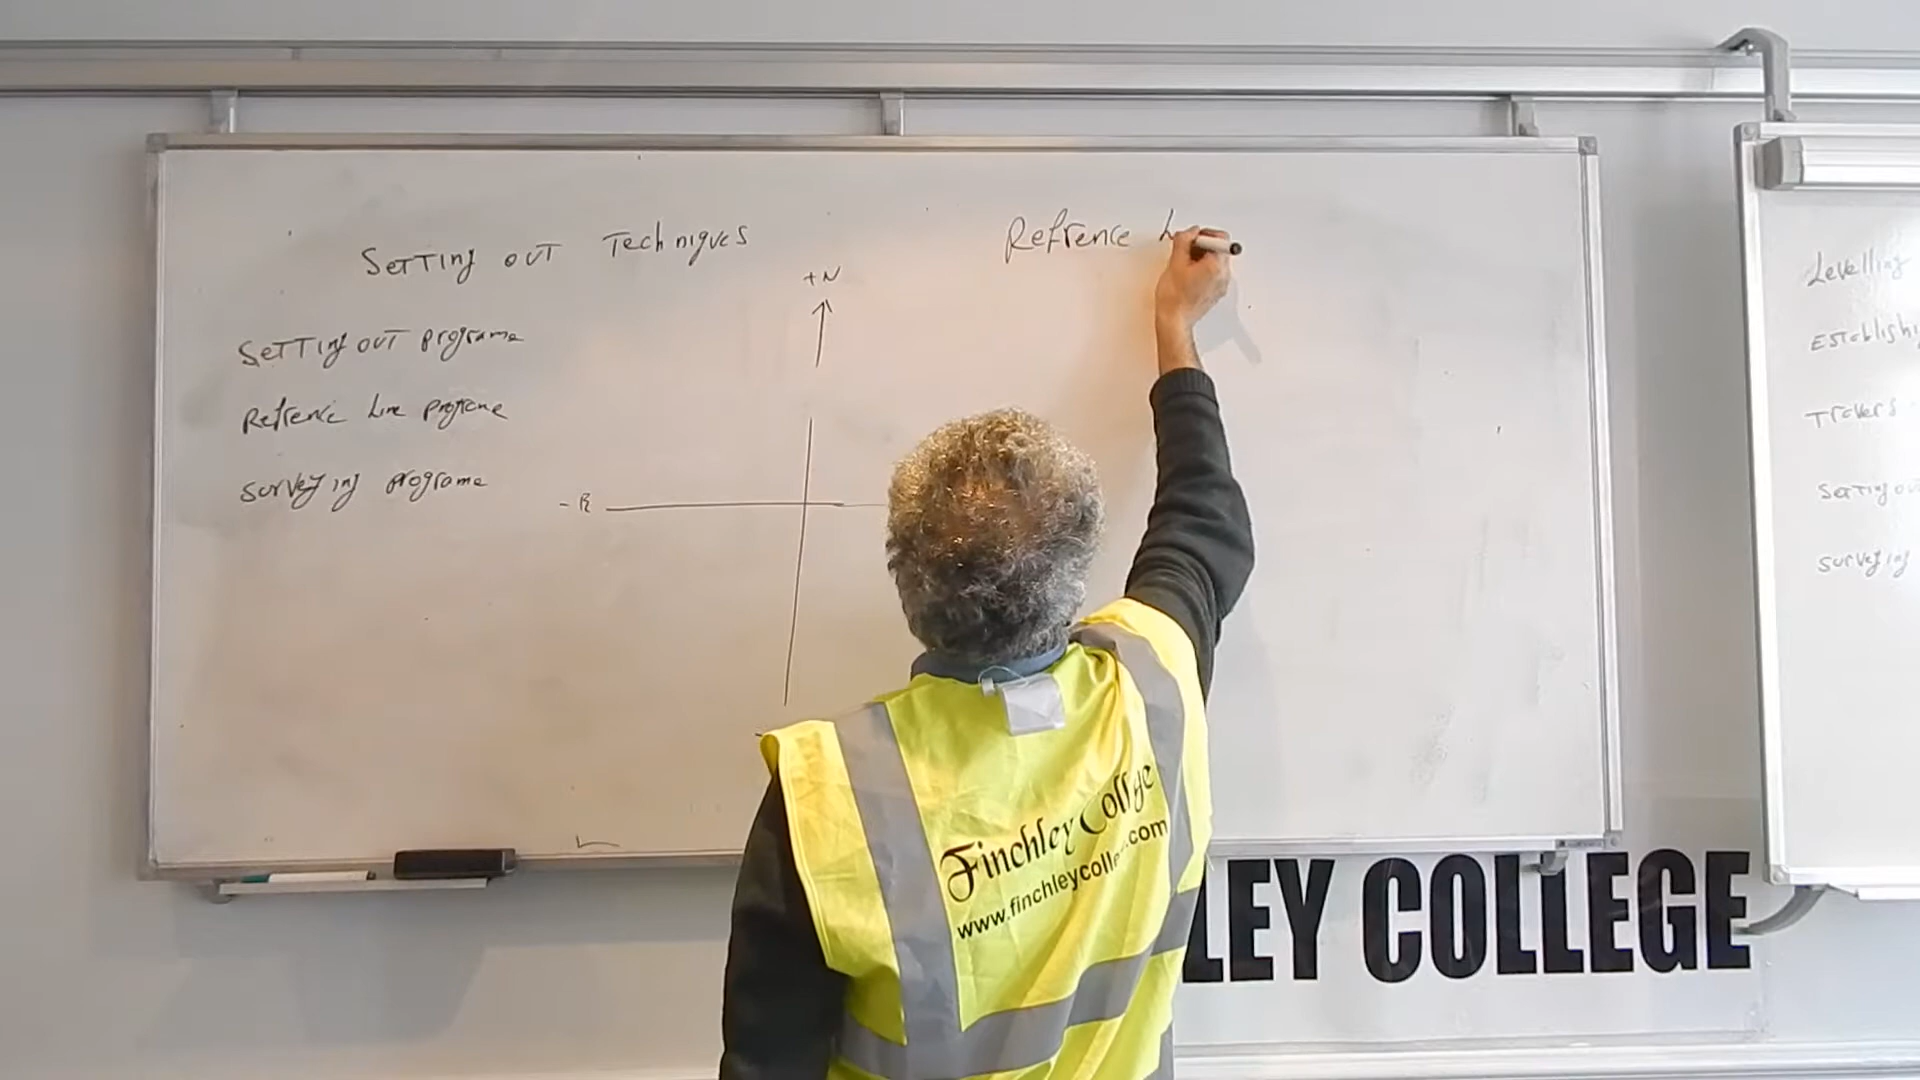 Setting out Techniques
Refrence L
+N
Setting out programe
Refrence Line programe
surveying programe
- E
Levelling
Establishi
Travers
Setting ou
Surveying
Finchley College
www.finchleycolle .com
LEY COLLEGE